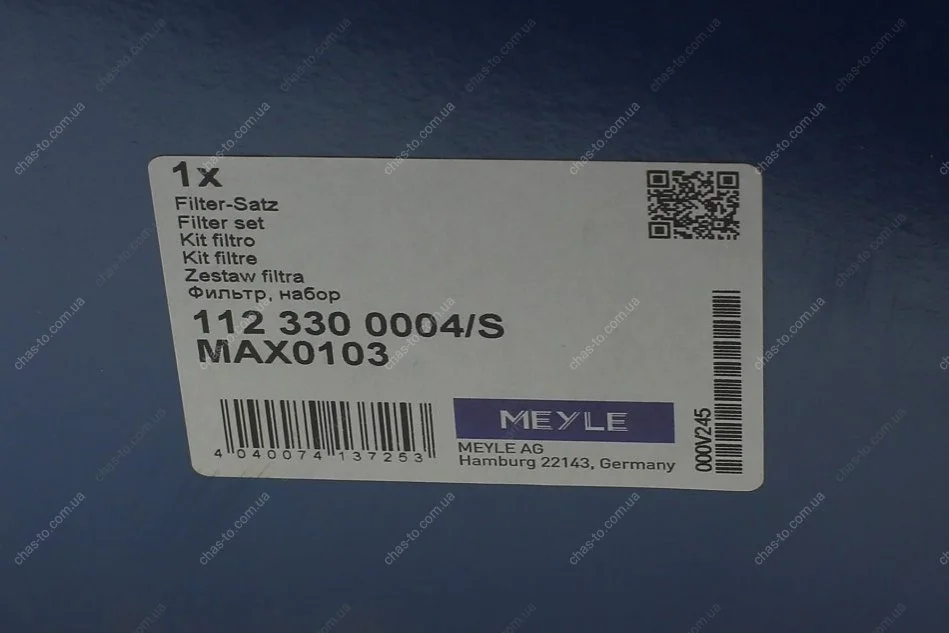 1x
Filter-Satz
Filter set
Kit filtro
Kit filtre
Zestaw filtra
Фильтр, набор
112 330 0004/S
MAX0103
4 040074 137253
MEYLE
MEYLE AG
Hamburg 22143, Germany
000V245
chas-to.com.ua